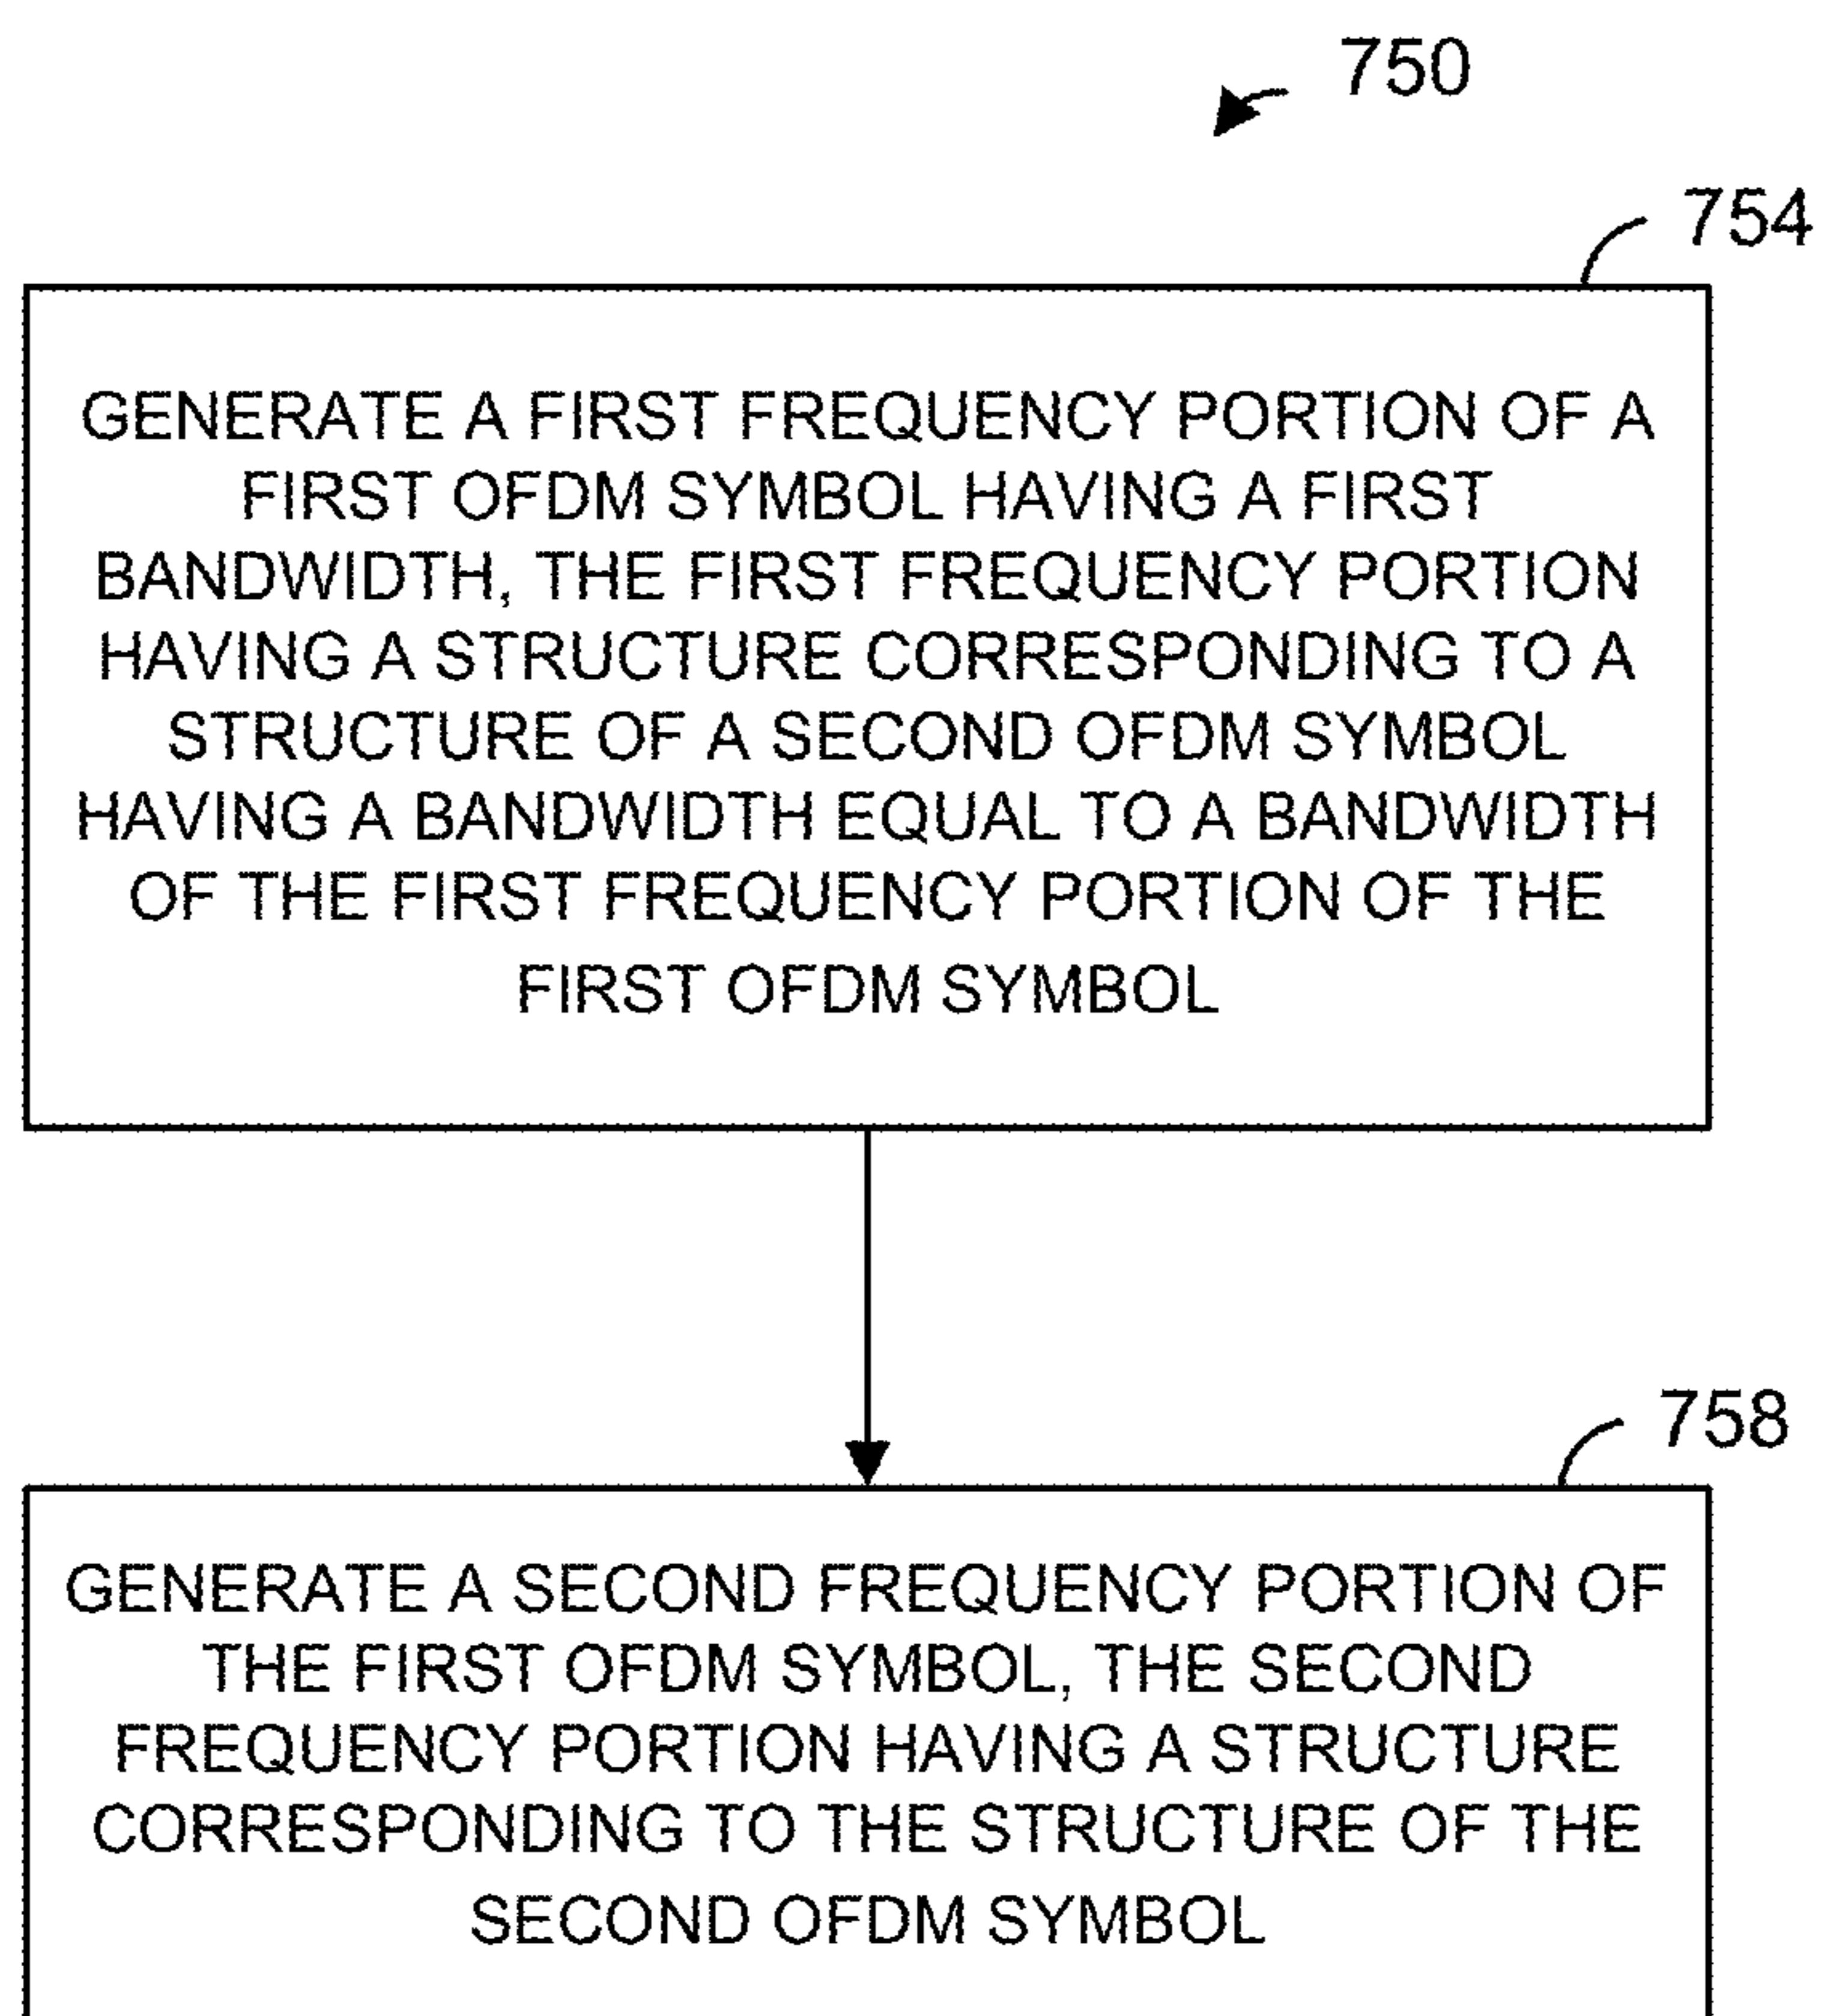 750
754
GENERATE A FIRST FREQUENCY PORTION OF A
FIRST OFDM SYMBOL HAVING A FIRST
BANDWIDTH, THE FIRST FREQUENCY PORTION
HAVING A STRUCTURE CORRESPONDING TO A
STRUCTURE OF A SECOND OFDM SYMBOL
HAVING A BANDWIDTH EQUAL TO A BANDWIDTH
OF THE FIRST FREQUENCY PORTION OF THE
FIRST OFDM SYMBOL
758
GENERATE A SECOND FREQUENCY PORTION OF
THE FIRST OFDM SYMBOL, THE SECOND
FREQUENCY PORTION HAVING A STRUCTURE
CORRESPONDING TO THE STRUCTURE OF THE
SECOND OFDM SYMBOL